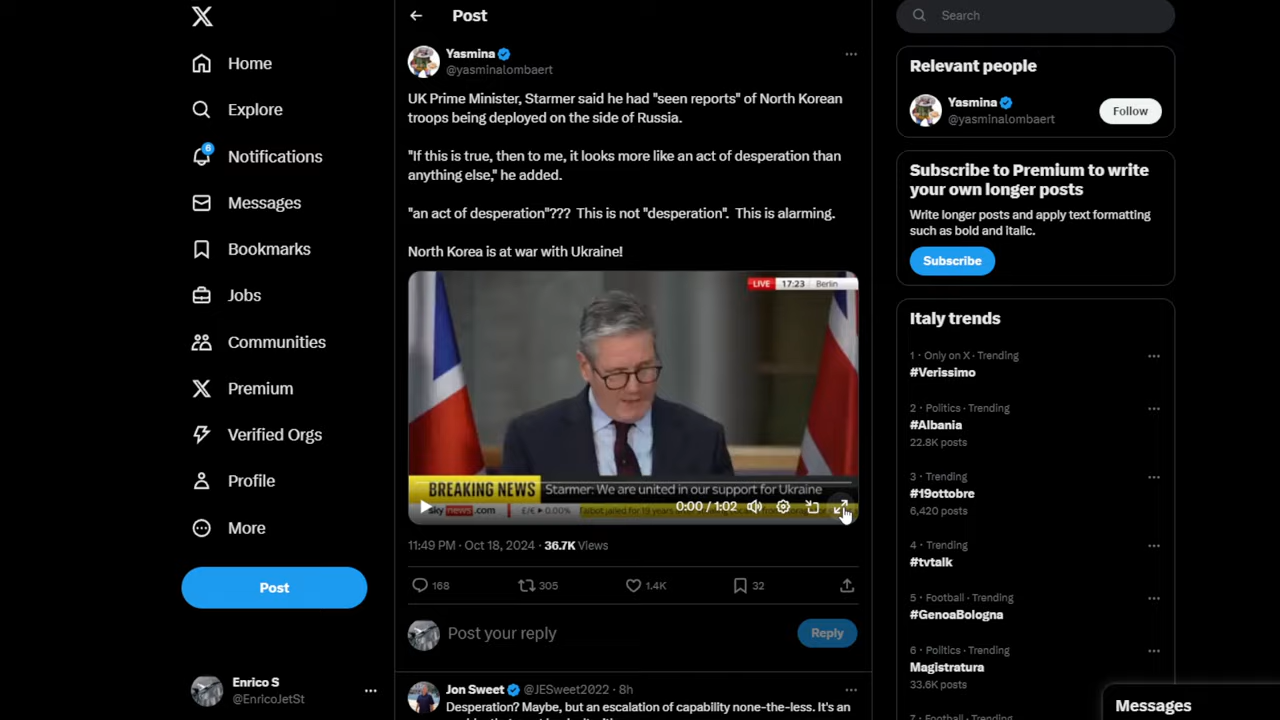 Home
Explore
6
Notifications
Messages
Bookmarks
Jobs
Communities
Premium
Verified Orgs
Profile
More
Post
Enrico S
@EnricoJetSt
Post
Yasmina
@yasminalombaert
UK Prime Minister, Starmer said he had "seen reports" of North Korean
troops being deployed on the side of Russia.
"If this is true, then to me, it looks more like an act of desperation than
anything else," he added.
"an act of desperation"??? This is not "desperation". This is alarming.
North Korea is at war with Ukraine!
LIVE 17:23 Berlin
BREAKING NEWS Starmer: We are united in our support for Ukraine
0:00 / 1:02
sky news.com £/€ 0.00% Talbot jailed for 19 years
11:49 PM · Oct 18, 2024 · 36.7K Views
168 305 1.4K 32
Post your reply
Reply
Jon Sweet @JESweet2022 · 8h
Desperation? Maybe, but an escalation of capability none-the-less. It's an
Search
Relevant people
Yasmina
@yasminalombaert
Follow
Subscribe to Premium to write
your own longer posts
Write longer posts and apply text formatting
such as bold and italic.
Subscribe
Italy trends
1 · Only on X · Trending
#Verissimo
2 · Politics · Trending
#Albania
22.8K posts
3 · Trending
#19ottobre
6,420 posts
4 · Trending
#tvtalk
5 · Football · Trending
#GenoaBologna
6 · Politics · Trending
Magistratura
33.6K posts
Messages